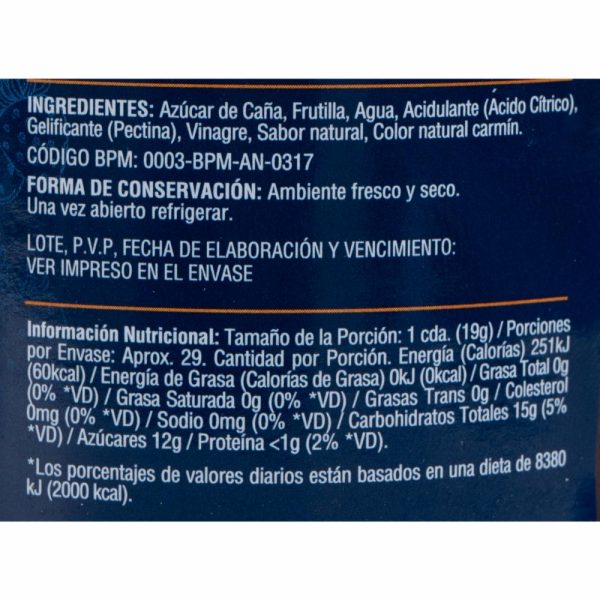 INGREDIENTES: Azúcar de Caña, Frutilla, Agua, Acidulante (Ácido Cítrico),
Gelificante (Pectina), Vinagre, Sabor natural, Color natural carmín.
CÓDIGO BPM: 0003-BPM-AN-0317
FORMA DE CONSERVACIÓN: Ambiente fresco y seco.
Una vez abierto refrigerar.
LOTE, P.V.P, FECHA DE ELABORACIÓN Y VENCIMIENTO:
VER IMPRESO EN EL ENVASE
Información Nutricional: Tamaño de la Porción: 1 cda. (19g) / Porciones
por Envase: Aprox. 29. Cantidad por Porción. Energía (Calorías) 251kJ
(60kcal) / Energía de Grasa (Calorías de Grasa) 0kJ (0kcal) / Grasa Total 0g
(0% *VD) / Grasa Saturada 0g (0% *VD) / Grasas Trans 0g / Colesterol
0mg (0% *VD) / Sodio 0mg (0% *VD) / Carbohidratos Totales 15g (5%
*VD) / Azúcares 12g / Proteína <1g (2% *VD).
*Los porcentajes de valores diarios están basados en una dieta de 8380
kJ (2000 kcal).